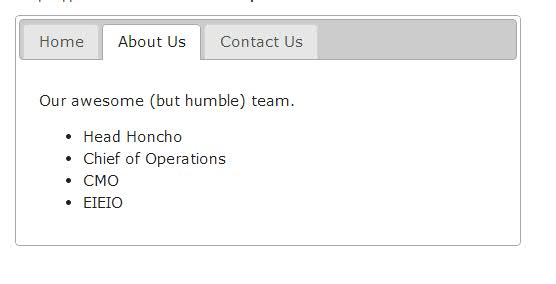 Home About Us Contact Us
Our awesome (but humble) team.
• Head Honcho
• Chief of Operations
• CMO
• EIEIO